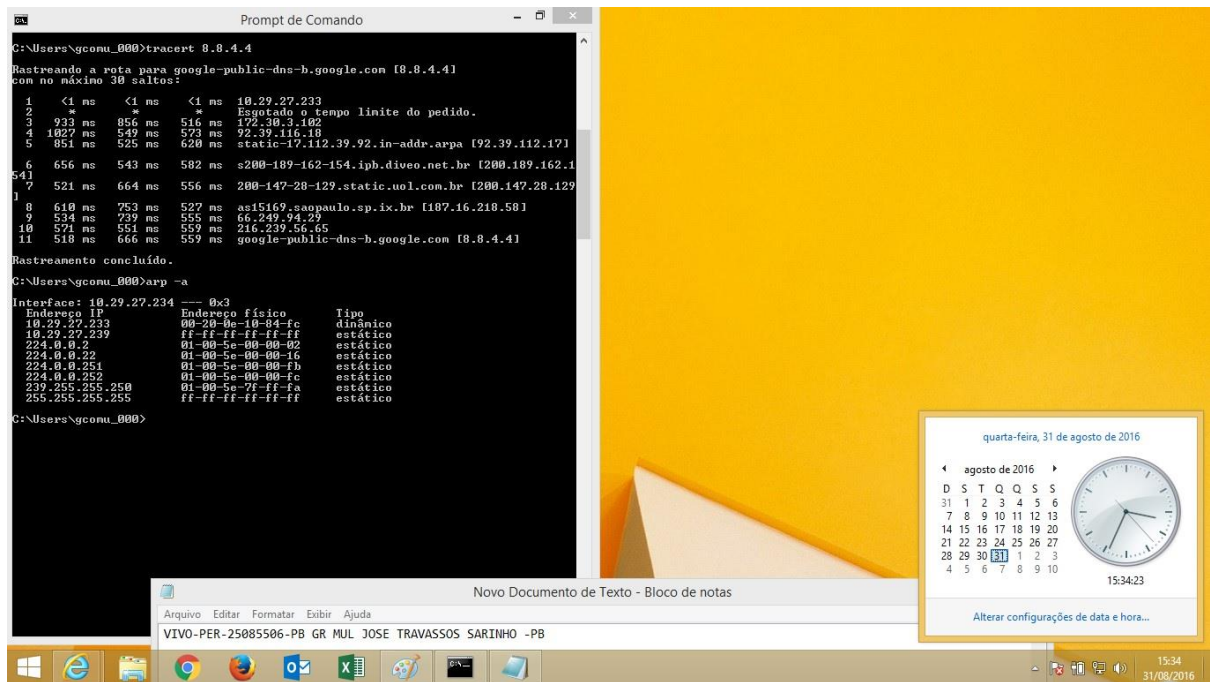 Prompt de Comando
C:\Users\gcomu_000>tracert 8.8.4.4
Rastreando a rota para google-public-dns-b.google.com [8.8.4.4]
com no máximo 30 saltos:
1 <1 ms <1 ms <1 ms 10.29.27.233
2 * * * Esgotado o tempo limite do pedido.
3 933 ms 856 ms 516 ms 172.30.3.102
4 1027 ms 549 ms 573 ms 92.39.116.18
5 851 ms 525 ms 620 ms static-17.112.39.92.in-addr.arpa [92.39.112.17]
6 656 ms 543 ms 582 ms s200-189-162-154.ipb.diveo.net.br [200.189.162.1
54]
7 521 ms 664 ms 556 ms 200-147-28-129.static.uol.com.br [200.147.28.129
]
8 610 ms 753 ms 527 ms as15169.saopaulo.sp.ix.br [187.16.218.58]
9 534 ms 739 ms 555 ms 66.249.94.29
10 571 ms 551 ms 559 ms 216.239.56.65
11 518 ms 666 ms 559 ms google-public-dns-b.google.com [8.8.4.4]
Rastreamento concluído.
C:\Users\gcomu_000>arp -a
Interface: 10.29.27.234 --- 0x3
Endereço IP Endereço físico Tipo
10.29.27.233 00-20-0e-10-84-fc dinâmico
10.29.27.239 ff-ff-ff-ff-ff-ff estático
224.0.0.2 01-00-5e-00-00-02 estático
224.0.0.22 01-00-5e-00-00-16 estático
224.0.0.251 01-00-5e-00-00-fb estático
224.0.0.252 01-00-5e-00-00-fc estático
239.255.255.250 01-00-5e-7f-ff-fa estático
255.255.255.255 ff-ff-ff-ff-ff-ff estático
C:\Users\gcomu_000>
quarta-feira, 31 de agosto de 2016
agosto de 2016
D S T Q Q S S
31 1 2 3 4 5 6
7 8 9 10 11 12 13
14 15 16 17 18 19 20
21 22 23 24 25 26 27
28 29 30 31 1 2 3
4 5 6 7 8 9 10
15:34:23
Alterar configurações de data e hora...
Novo Documento de Texto - Bloco de notas
Arquivo Editar Formatar Exibir Ajuda
VIVO-PER-25085506-PB GR MUL JOSE TRAVASSOS SARINHO -PB
15:34
31/08/2016